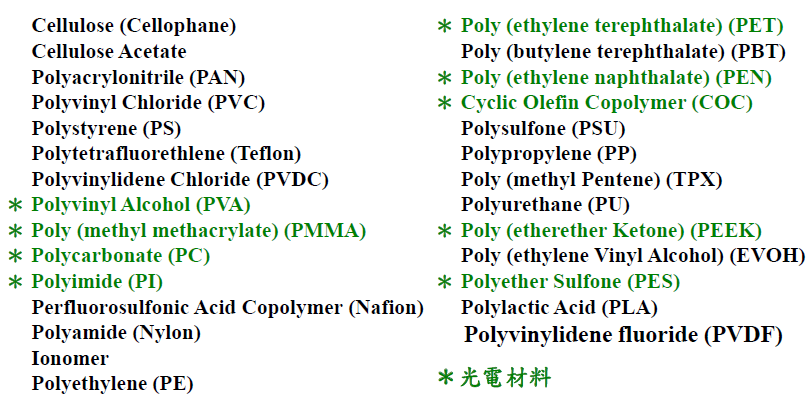 Cellulose (Cellophane)
Cellulose Acetate
Polyacrylonitrile (PAN)
Polyvinyl Chloride (PVC)
Polystyrene (PS)
Polytetrafluorethlene (Teflon)
Polyvinylidene Chloride (PVDC)
* Polyvinyl Alcohol (PVA)
* Poly (methyl methacrylate) (PMMA)
* Polycarbonate (PC)
* Polyimide (PI)
Perfluorosulfonic Acid Copolymer (Nafion)
Polyamide (Nylon)
Ionomer
Polyethylene (PE)
* Poly (ethylene terephthalate) (PET)
Poly (butylene terephthalate) (PBT)
* Poly (ethylene naphthalate) (PEN)
* Cyclic Olefin Copolymer (COC)
Polysulfone (PSU)
Polypropylene (PP)
Poly (methyl Pentene) (TPX)
Polyurethane (PU)
* Poly (etherether Ketone) (PEEK)
Poly (ethylene Vinyl Alcohol) (EVOH)
* Polyether Sulfone (PES)
Polylactic Acid (PLA)
Polyvinylidene fluoride (PVDF)
* 光電材料